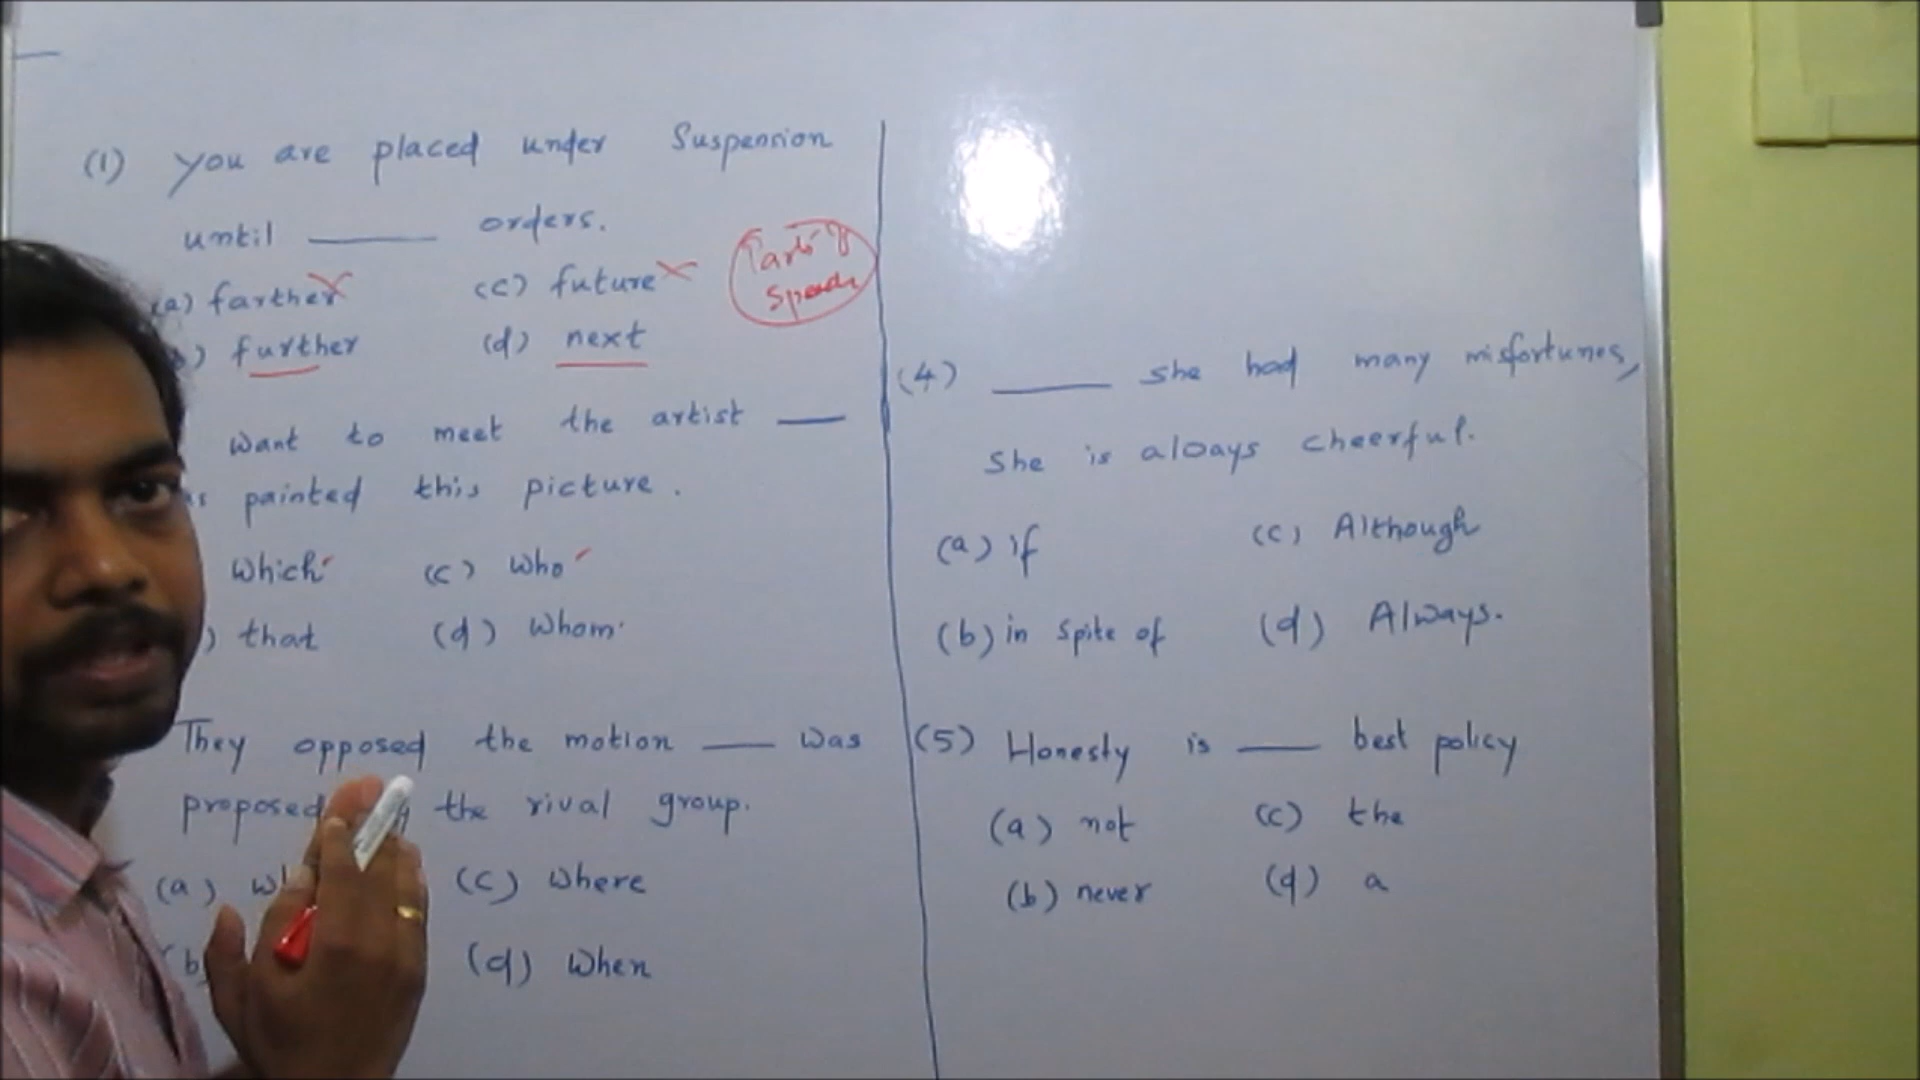 (1) you are placed under Suspension
until ______ orders.
(a) farther (c) future
) further (d) next
Parts of
Speech
want to meet the artist ___
painted this picture.
which (c) who
) that (d) whom
They opposed the motion ___ was
proposed the rival group.
(a) (c) where
(b (d) when
(4) ______ she had many misfortunes,
She is always cheerful.
(a) if (c) Although
(b) in spite of (d) Always.
(5) Honesty is ____ best policy
(a) not (c) the
(b) never (d) a